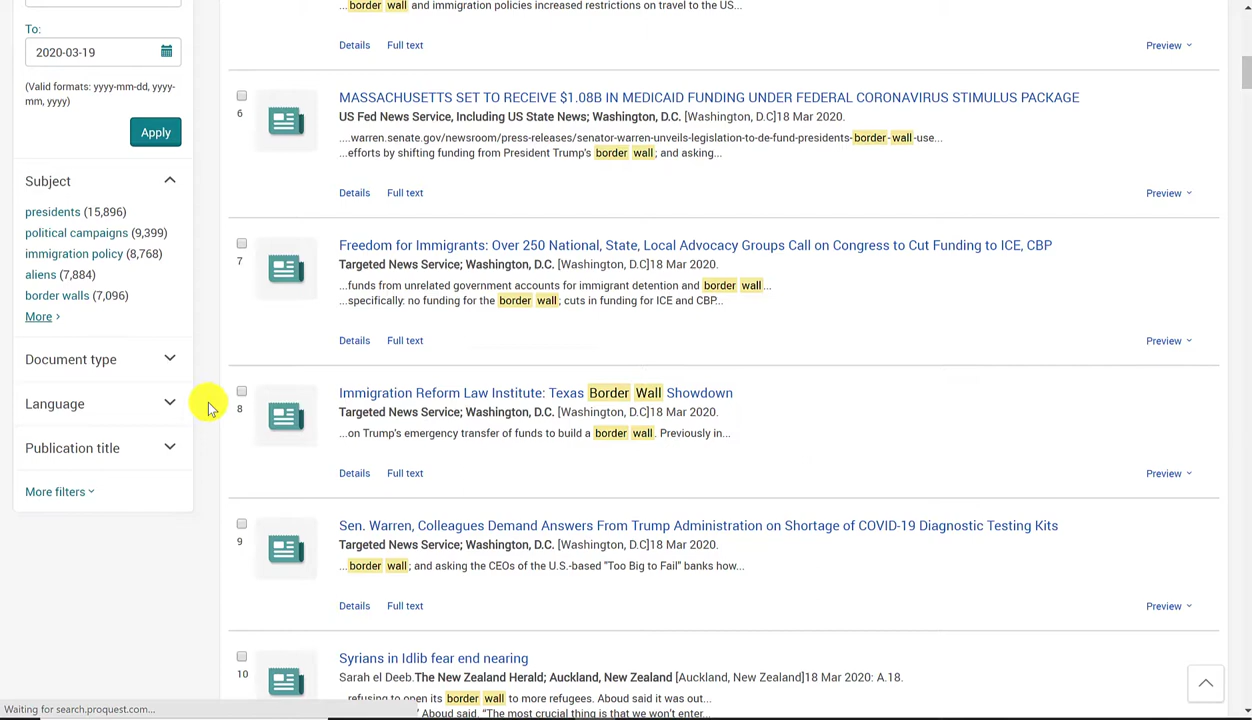 To:
2020-03-19
(Valid formats: yyyy-mm-dd, yyyy-
mm, yyyy)
Apply
Subject
presidents (15,896)
political campaigns (9,399)
immigration policy (8,768)
aliens (7,884)
border walls (7,096)
More ›
Document type
Language
Publication title
More filters
...border wall and immigration policies increased restrictions on travel to the US...
Details Full text Preview
6
MASSACHUSETTS SET TO RECEIVE $1.08B IN MEDICAID FUNDING UNDER FEDERAL CORONAVIRUS STIMULUS PACKAGE
US Fed News Service, Including US State News; Washington, D.C. [Washington, D.C]18 Mar 2020.
....warren.senate.gov/newsroom/press-releases/senator-warren-unveils-legislation-to-de-fund-presidents-border-wall-use...
...efforts by shifting funding from President Trump's border wall; and asking...
Details Full text Preview
7
Freedom for Immigrants: Over 250 National, State, Local Advocacy Groups Call on Congress to Cut Funding to ICE, CBP
Targeted News Service; Washington, D.C. [Washington, D.C]18 Mar 2020.
...funds from unrelated government accounts for immigrant detention and border wall...
...specifically: no funding for the border wall; cuts in funding for ICE and CBP...
Details Full text Preview
8
Immigration Reform Law Institute: Texas Border Wall Showdown
Targeted News Service; Washington, D.C. [Washington, D.C]18 Mar 2020.
...on Trump's emergency transfer of funds to build a border wall. Previously in...
Details Full text Preview
9
Sen. Warren, Colleagues Demand Answers From Trump Administration on Shortage of COVID-19 Diagnostic Testing Kits
Targeted News Service; Washington, D.C. [Washington, D.C]18 Mar 2020.
...border wall; and asking the CEOs of the U.S.-based "Too Big to Fail" banks how...
Details Full text Preview
10
Syrians in Idlib fear end nearing
Sarah el Deeb.The New Zealand Herald; Auckland, New Zealand [Auckland, New Zealand]18 Mar 2020: A.18.
...refusing to open its border wall to more refugees. Aboud said it was out...
...." Aboud said. "The most crucial thing is that we won't enter...
Waiting for search.proquest.com...